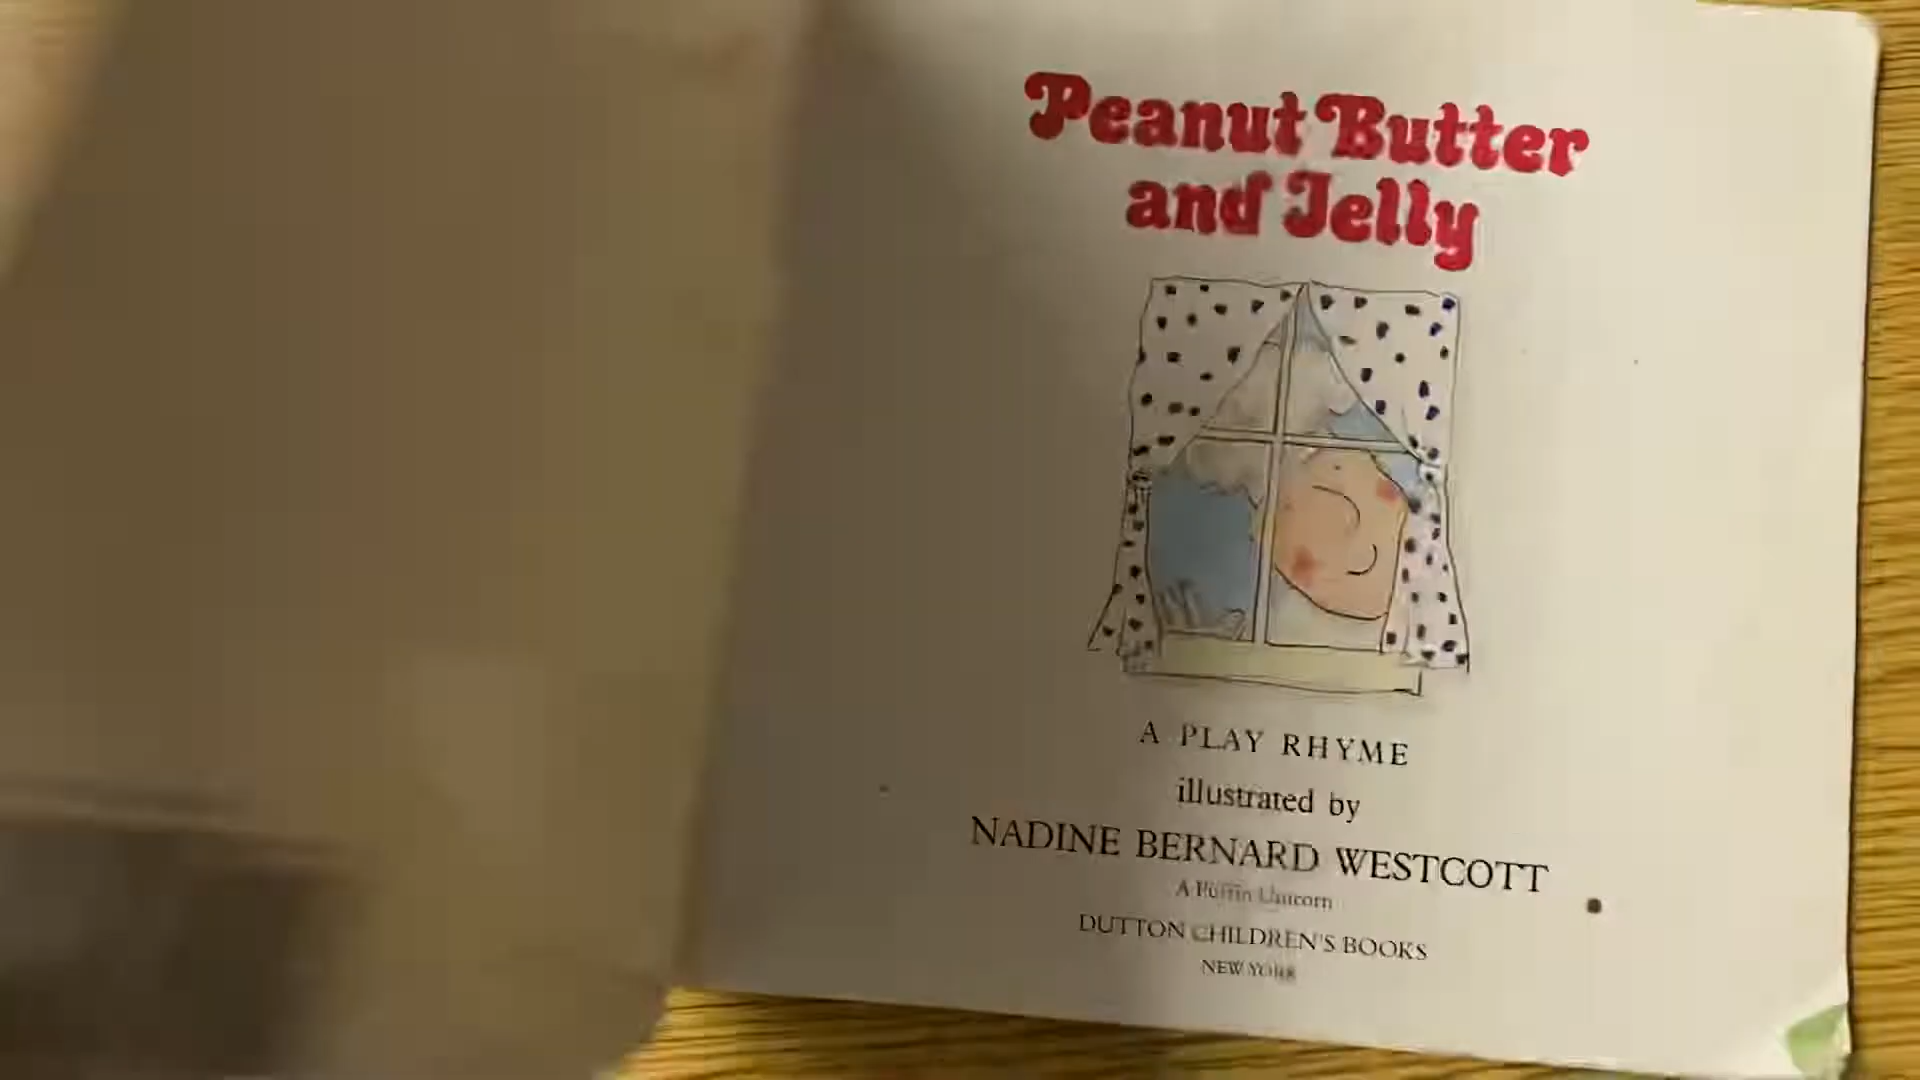 Peanut Butter
and Jelly
A PLAY RHYME
illustrated by
NADINE BERNARD WESTCOTT
A Puffin Unicorn
DUTTON CHILDREN'S BOOKS
NEW YORK